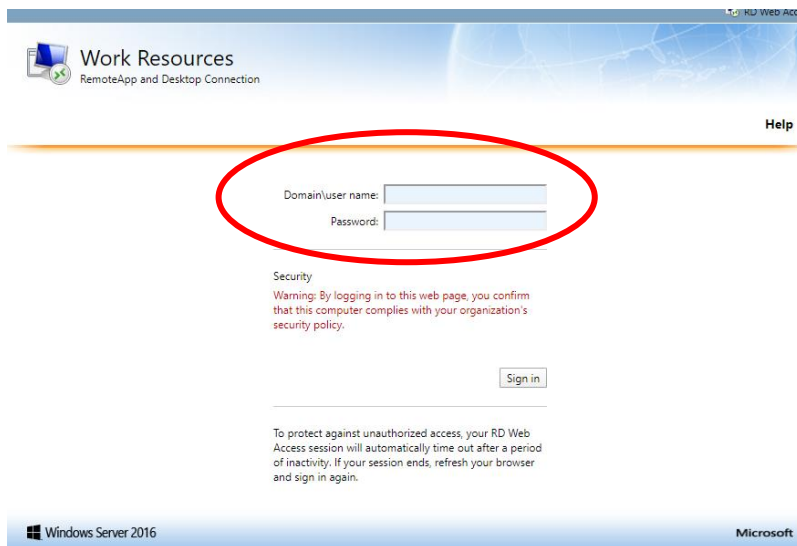 RD Web Acc
Work Resources
RemoteApp and Desktop Connection
Help
Domain\user name:
Password:
Security
Warning: By logging in to this web page, you confirm
that this computer complies with your organization's
security policy.
Sign in
To protect against unauthorized access, your RD Web
Access session will automatically time out after a period
of inactivity. If your session ends, refresh your browser
and sign in again.
Windows Server 2016
Microsoft